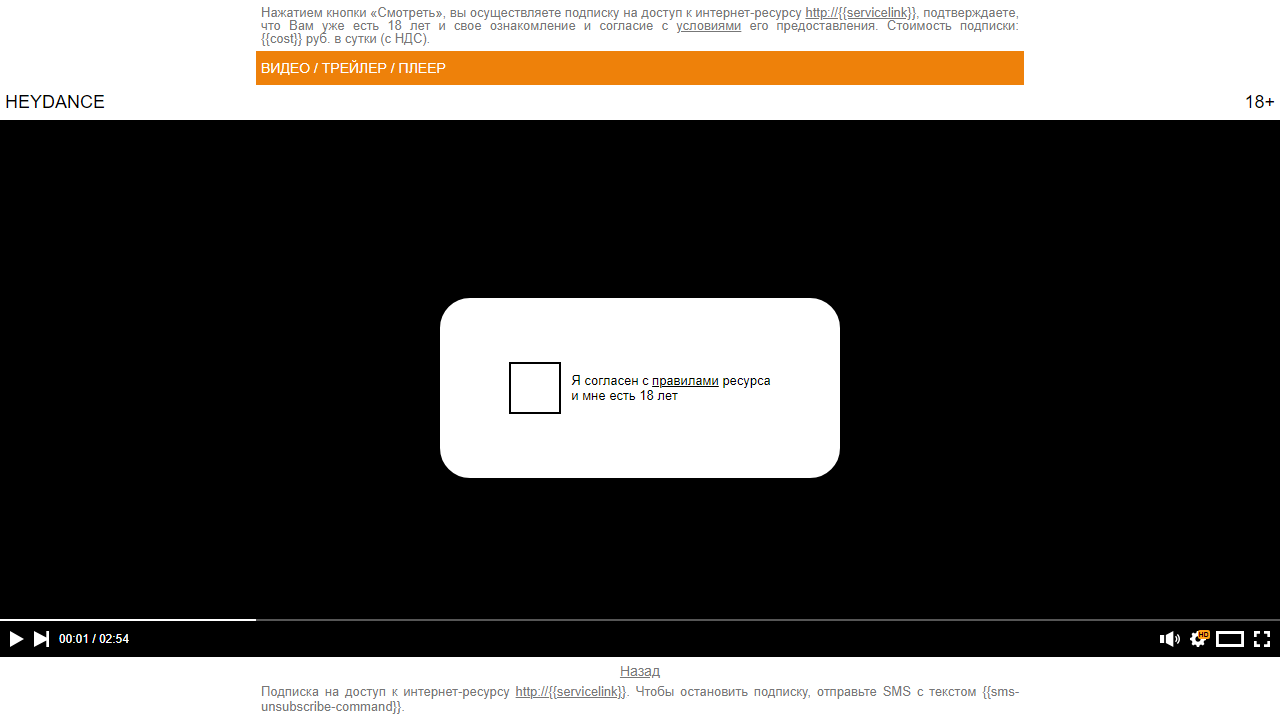 Нажатием кнопки «Смотреть», вы осуществляете подписку на доступ к интернет-ресурсу http://{{servicelink}}, подтверждаете,
что Вам уже есть 18 лет и свое ознакомление и согласие с условиями его предоставления. Стоимость подписки:
{{cost}} руб. в сутки (с НДС).
ВИДЕО / ТРЕЙЛЕР / ПЛЕЕР
HEYDANCE 18+
Я согласен с правилами ресурса
и мне есть 18 лет
00:01 / 02:54 HD
Назад
Подписка на доступ к интернет-ресурсу http://{{servicelink}}. Чтобы остановить подписку, отправьте SMS с текстом {{sms-
unsubscribe-command}}.